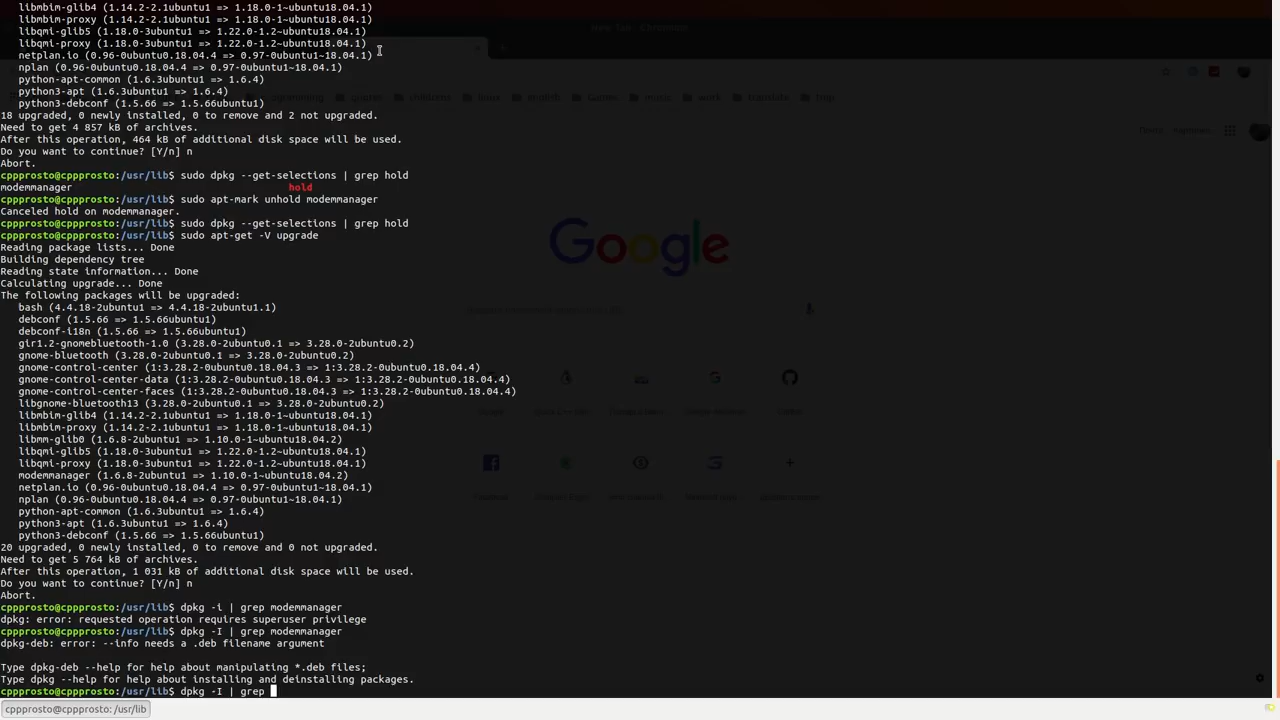 libmbim-glib4 (1.14.2-2.1ubuntu1 => 1.18.0-1~ubuntu18.04.1)
libmbim-proxy (1.14.2-2.1ubuntu1 => 1.18.0-1~ubuntu18.04.1)
libqmi-glib5 (1.18.0-3ubuntu1 => 1.22.0-1.2~ubuntu18.04.1)
libqmi-proxy (1.18.0-3ubuntu1 => 1.22.0-1.2~ubuntu18.04.1)
netplan.io (0.96-0ubuntu0.18.04.4 => 0.97-0ubuntu1~18.04.1)
nplan (0.96-0ubuntu0.18.04.4 => 0.97-0ubuntu1~18.04.1)
python-apt-common (1.6.3ubuntu1 => 1.6.4)
python3-apt (1.6.3ubuntu1 => 1.6.4)
python3-debconf (1.5.66 => 1.5.66ubuntu1)
18 upgraded, 0 newly installed, 0 to remove and 2 not upgraded.
Need to get 4 857 kB of archives.
After this operation, 464 kB of additional disk space will be used.
Do you want to continue? [Y/n] n
Abort.
cppprosto@cppprosto:/usr/lib$ sudo dpkg --get-selections | grep hold
modemmanager hold
cppprosto@cppprosto:/usr/lib$ sudo apt-mark unhold modemmanager
Canceled hold on modemmanager.
cppprosto@cppprosto:/usr/lib$ sudo dpkg --get-selections | grep hold
cppprosto@cppprosto:/usr/lib$ sudo apt-get -V upgrade
Reading package lists... Done
Building dependency tree
Reading state information... Done
Calculating upgrade... Done
The following packages will be upgraded:
bash (4.4.18-2ubuntu1 => 4.4.18-2ubuntu1.1)
debconf (1.5.66 => 1.5.66ubuntu1)
debconf-i18n (1.5.66 => 1.5.66ubuntu1)
gir1.2-gnomebluetooth-1.0 (3.28.0-2ubuntu0.1 => 3.28.0-2ubuntu0.2)
gnome-bluetooth (3.28.0-2ubuntu0.1 => 3.28.0-2ubuntu0.2)
gnome-control-center (1:3.28.2-0ubuntu0.18.04.3 => 1:3.28.2-0ubuntu0.18.04.4)
gnome-control-center-data (1:3.28.2-0ubuntu0.18.04.3 => 1:3.28.2-0ubuntu0.18.04.4)
gnome-control-center-faces (1:3.28.2-0ubuntu0.18.04.3 => 1:3.28.2-0ubuntu0.18.04.4)
libgnome-bluetooth13 (3.28.0-2ubuntu0.1 => 3.28.0-2ubuntu0.2)
libmbim-glib4 (1.14.2-2.1ubuntu1 => 1.18.0-1~ubuntu18.04.1)
libmbim-proxy (1.14.2-2.1ubuntu1 => 1.18.0-1~ubuntu18.04.1)
libmm-glib0 (1.6.8-2ubuntu1 => 1.10.0-1~ubuntu18.04.2)
libqmi-glib5 (1.18.0-3ubuntu1 => 1.22.0-1.2~ubuntu18.04.1)
libqmi-proxy (1.18.0-3ubuntu1 => 1.22.0-1.2~ubuntu18.04.1)
modemmanager (1.6.8-2ubuntu1 => 1.10.0-1~ubuntu18.04.2)
netplan.io (0.96-0ubuntu0.18.04.4 => 0.97-0ubuntu1~18.04.1)
nplan (0.96-0ubuntu0.18.04.4 => 0.97-0ubuntu1~18.04.1)
python-apt-common (1.6.3ubuntu1 => 1.6.4)
python3-apt (1.6.3ubuntu1 => 1.6.4)
python3-debconf (1.5.66 => 1.5.66ubuntu1)
20 upgraded, 0 newly installed, 0 to remove and 0 not upgraded.
Need to get 5 764 kB of archives.
After this operation, 1 031 kB of additional disk space will be used.
Do you want to continue? [Y/n] n
Abort.
cppprosto@cppprosto:/usr/lib$ dpkg -i | grep modemmanager
dpkg: error: requested operation requires superuser privilege
cppprosto@cppprosto:/usr/lib$ dpkg -I | grep modemmanager
dpkg-deb: error: --info needs a .deb filename argument
Type dpkg-deb --help for help about manipulating *.deb files;
Type dpkg --help for help about installing and deinstalling packages.
cppprosto@cppprosto:/usr/lib$ dpkg -I | grep
cppprosto@cppprosto: /usr/lib
Google
linux
english
Games
music
work
translate
tmp